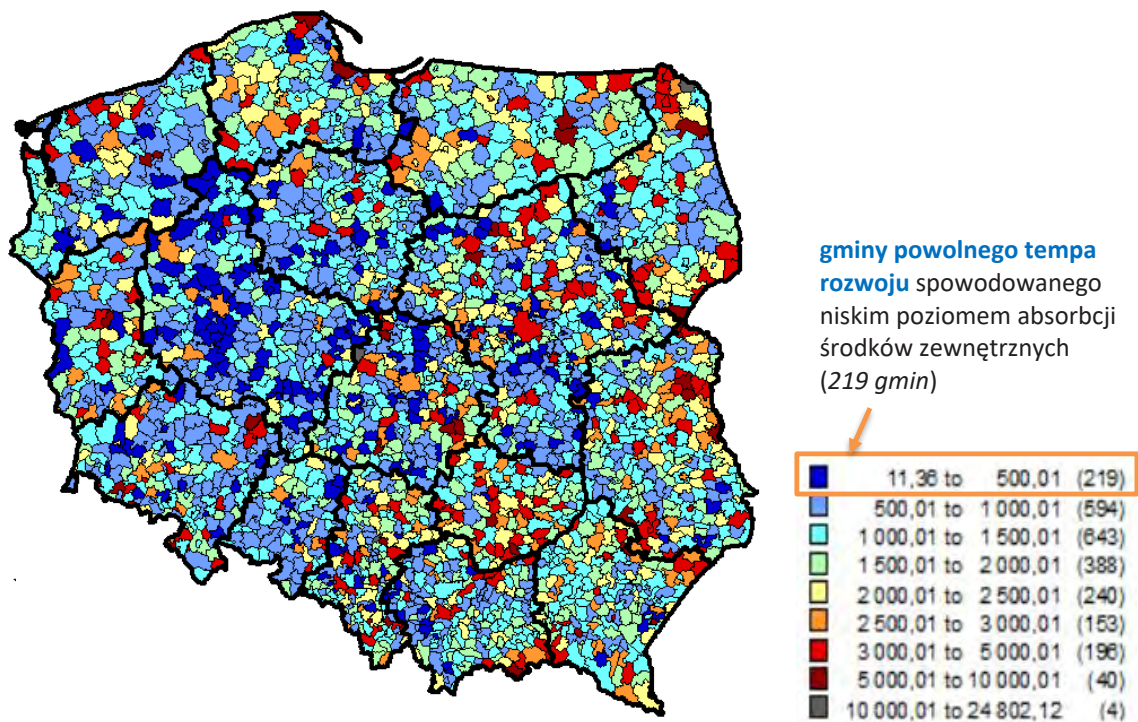 gminy powolnego tempa
rozwoju spowodowanego
niskim poziomem absorbcji
środków zewnętrznych
(219 gmin)
11,36 to 500,01 (219)
500,01 to 1 000,01 (594)
1 000,01 to 1 500,01 (643)
1 500,01 to 2 000,01 (388)
2 000,01 to 2 500,01 (240)
2 500,01 to 3 000,01 (153)
3 000,01 to 5 000,01 (196)
5 000,01 to 10 000,01 (40)
10 000,01 to 24 802,12 (4)